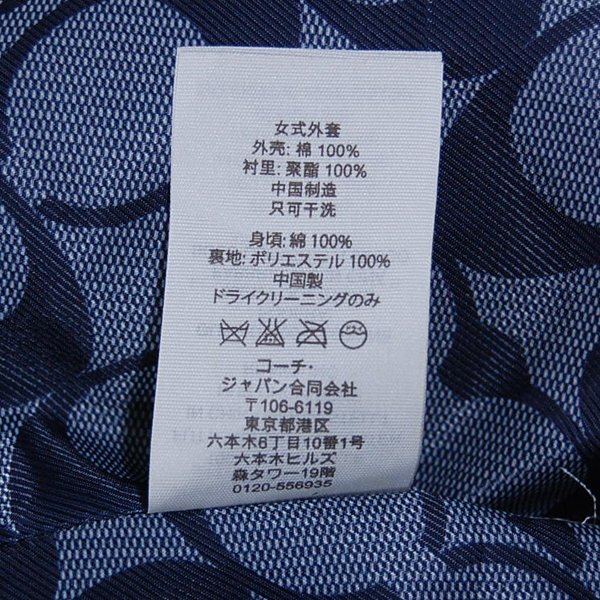 女式外套
外壳: 棉 100%
衬里: 聚酯 100%
中国制造
只可干洗
身頃: 綿 100%
裏地: ポリエステル 100%
中国製
ドライクリーニングのみ
コーチ・
ジャパン合同会社
〒106-6119
東京都港区
六本木6丁目10番1号
六本木ヒルズ
森タワー19階
0120-556935